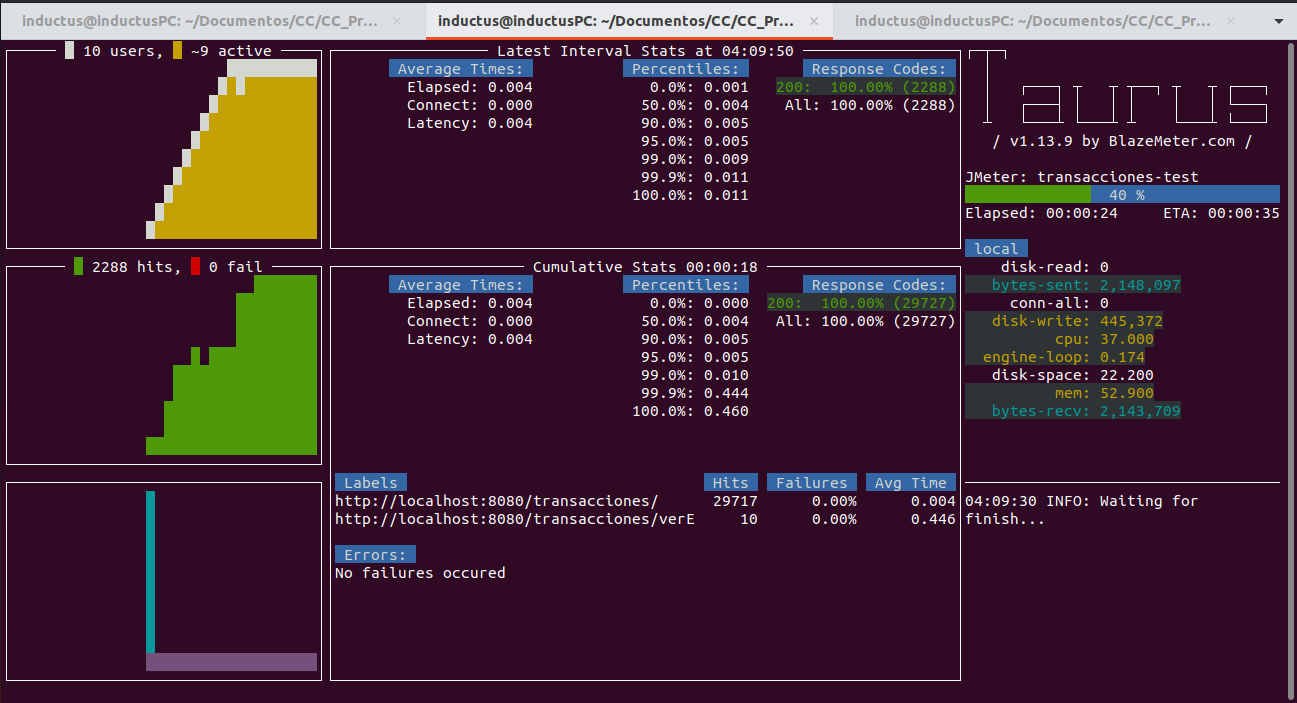 inductus@inductusPC: ~/Documentos/CC/CC_Pr... × inductus@inductusPC: ~/Documentos/CC/CC_Pr... × inductus@inductusPC: ~/Documentos/CC/CC_Pr... ×
10 users, ~9 active
Latest Interval Stats at 04:09:50
Average Times: Percentiles: Response Codes:
Elapsed: 0.004 0.0%: 0.001 200: 100.00% (2288)
Connect: 0.000 50.0%: 0.004 All: 100.00% (2288)
Latency: 0.004 90.0%: 0.005
95.0%: 0.005
99.0%: 0.009
99.9%: 0.011
100.0%: 0.011
Taurus
/ v1.13.9 by BlazeMeter.com /
JMeter: transacciones-test
40 %
Elapsed: 00:00:24 ETA: 00:00:35
local
disk-read: 0
bytes-sent: 2,148,097
conn-all: 0
disk-write: 445,372
cpu: 37.000
engine-loop: 0.174
disk-space: 22.200
mem: 52.900
bytes-recv: 2,143,709
2288 hits, 0 fail
Cumulative Stats 00:00:18
Average Times: Percentiles: Response Codes:
Elapsed: 0.004 0.0%: 0.000 200: 100.00% (29727)
Connect: 0.000 50.0%: 0.004 All: 100.00% (29727)
Latency: 0.004 90.0%: 0.005
95.0%: 0.005
99.0%: 0.010
99.9%: 0.444
100.0%: 0.460
Labels Hits Failures Avg Time
http://localhost:8080/transacciones/ 29717 0.00% 0.004
http://localhost:8080/transacciones/verE 10 0.00% 0.446
Errors:
No failures occured
04:09:30 INFO: Waiting for
finish...